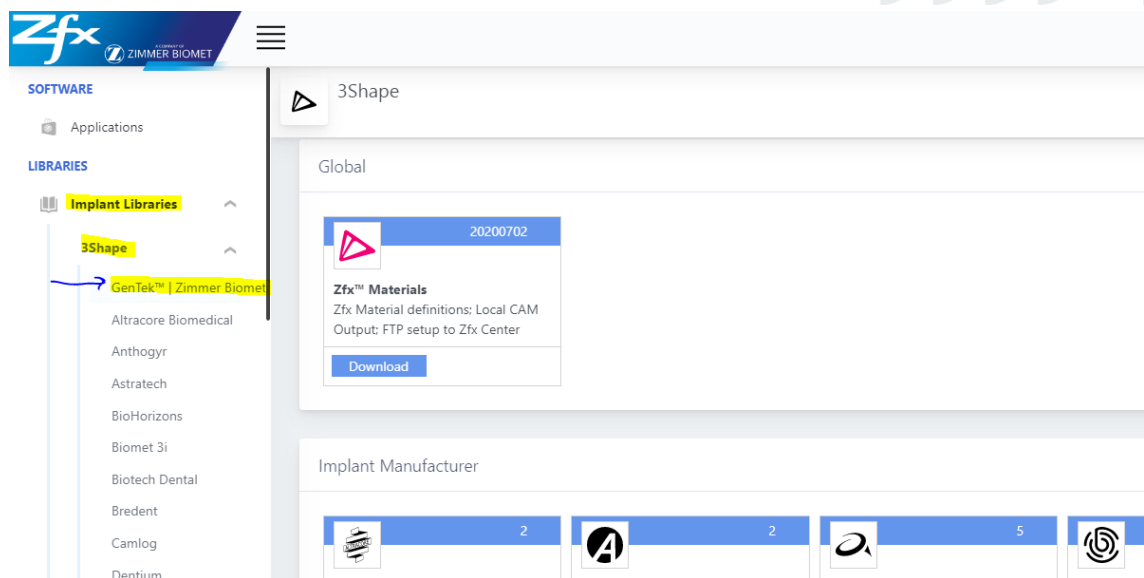 Zfx
A COMPANY OF
ZIMMER BIOMET
SOFTWARE
Applications
LIBRARIES
Implant Libraries
3Shape
GenTek™ | Zimmer Biomet
Altracore Biomedical
Anthogyr
Astratech
BioHorizons
Biomet 3i
Biotech Dental
Bredent
Camlog
Dentium
3Shape
Global
20200702
Zfx™ Materials
Zfx Material definitions; Local CAM
Output; FTP setup to Zfx Center
Download
Implant Manufacturer
2
2
5